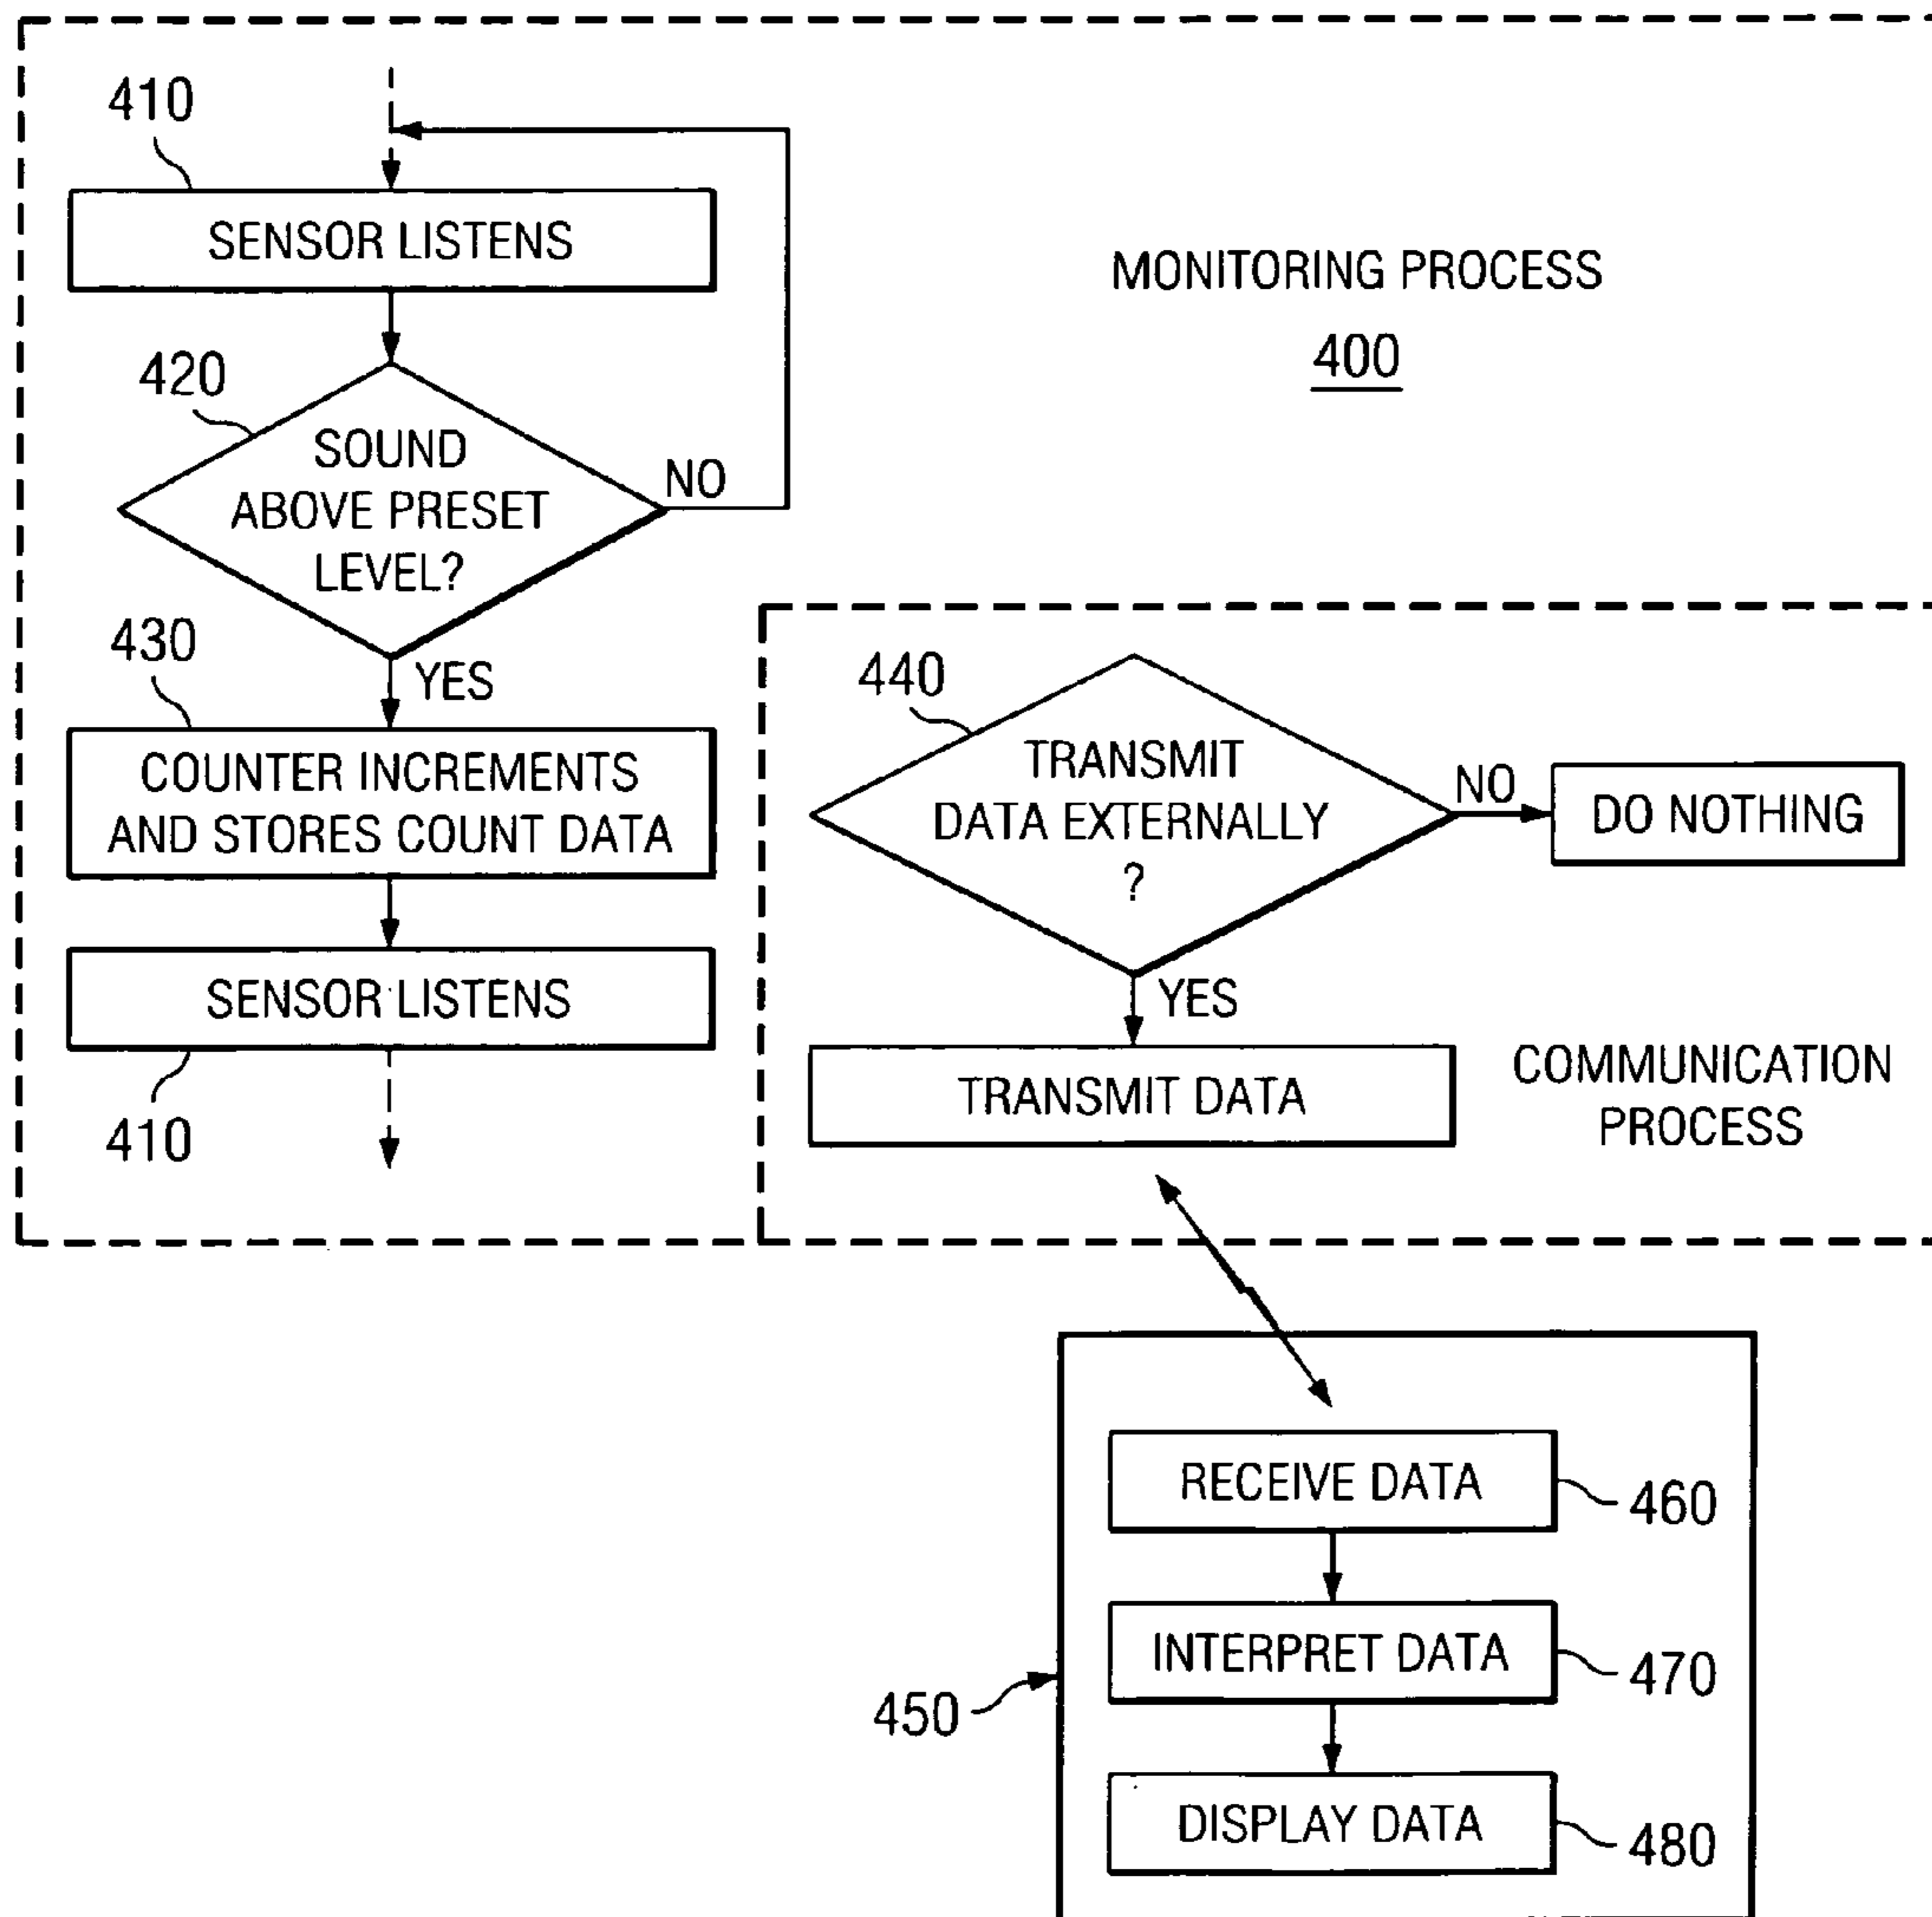 410
SENSOR LISTENS
MONITORING PROCESS
400
420
SOUND
ABOVE PRESET
LEVEL?
NO
430
YES
COUNTER INCREMENTS
AND STORES COUNT DATA
SENSOR LISTENS
410
440
TRANSMIT
DATA EXTERNALLY
?
NO
DO NOTHING
YES
TRANSMIT DATA
COMMUNICATION
PROCESS
RECEIVE DATA
460
INTERPRET DATA
470
450
DISPLAY DATA
480